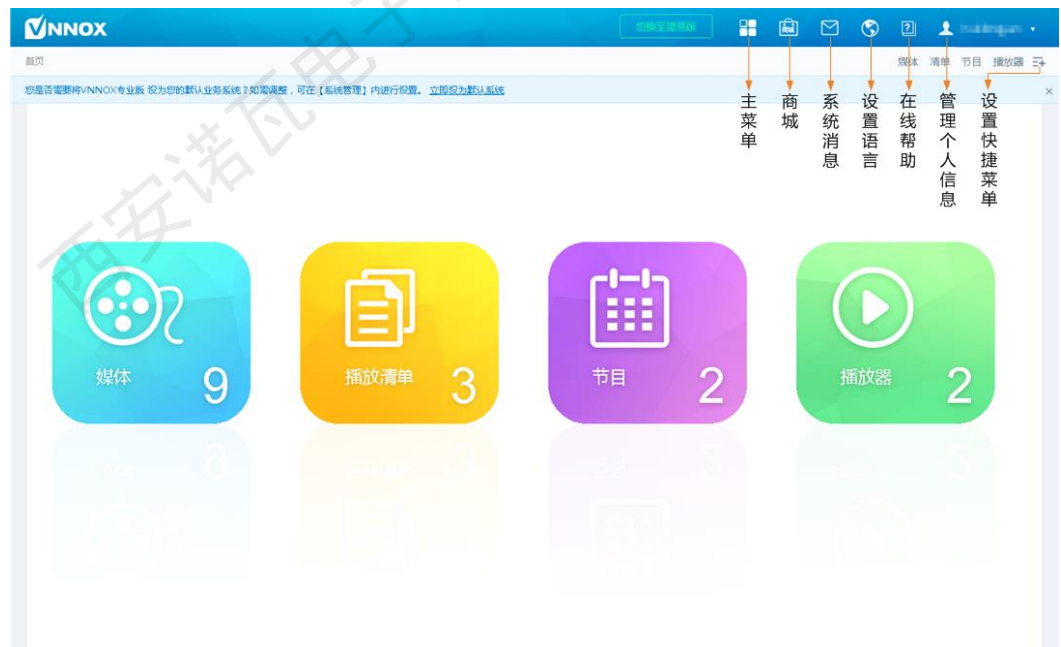 VNNOX
切换至简易版
首页
媒体 清单 节目 播放器
您是否需要将VNNOX专业版 设为您的默认业务系统？如需调整，可在【系统管理】内进行设置。 立即设为默认系统
主菜单
商城
系统消息
设置语言
在线帮助
管理个人信息
设置快捷菜单
西安诺瓦电子
媒体 9
播放清单 3
节目 2
播放器 2